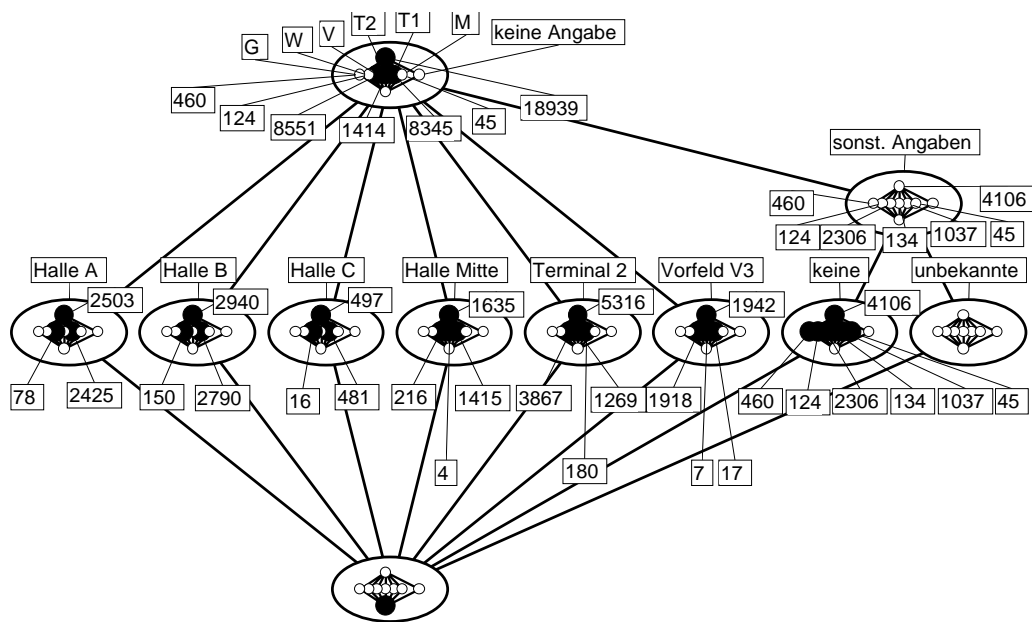 T2 T1
V M keine Angabe
W
G
460 18939
124 45
8551 1414 8345
sonst. Angaben
460 4106
124 2306 134 1037 45
Halle A Halle B Halle C Halle Mitte Terminal 2 Vorfeld V3 keine unbekannte
2503 2940 497 1635 5316 1942 4106
78 2425 150 2790 16 481 216 1415 3867 1269 1918 460 124 2306 134 1037 45
4 180 7 17